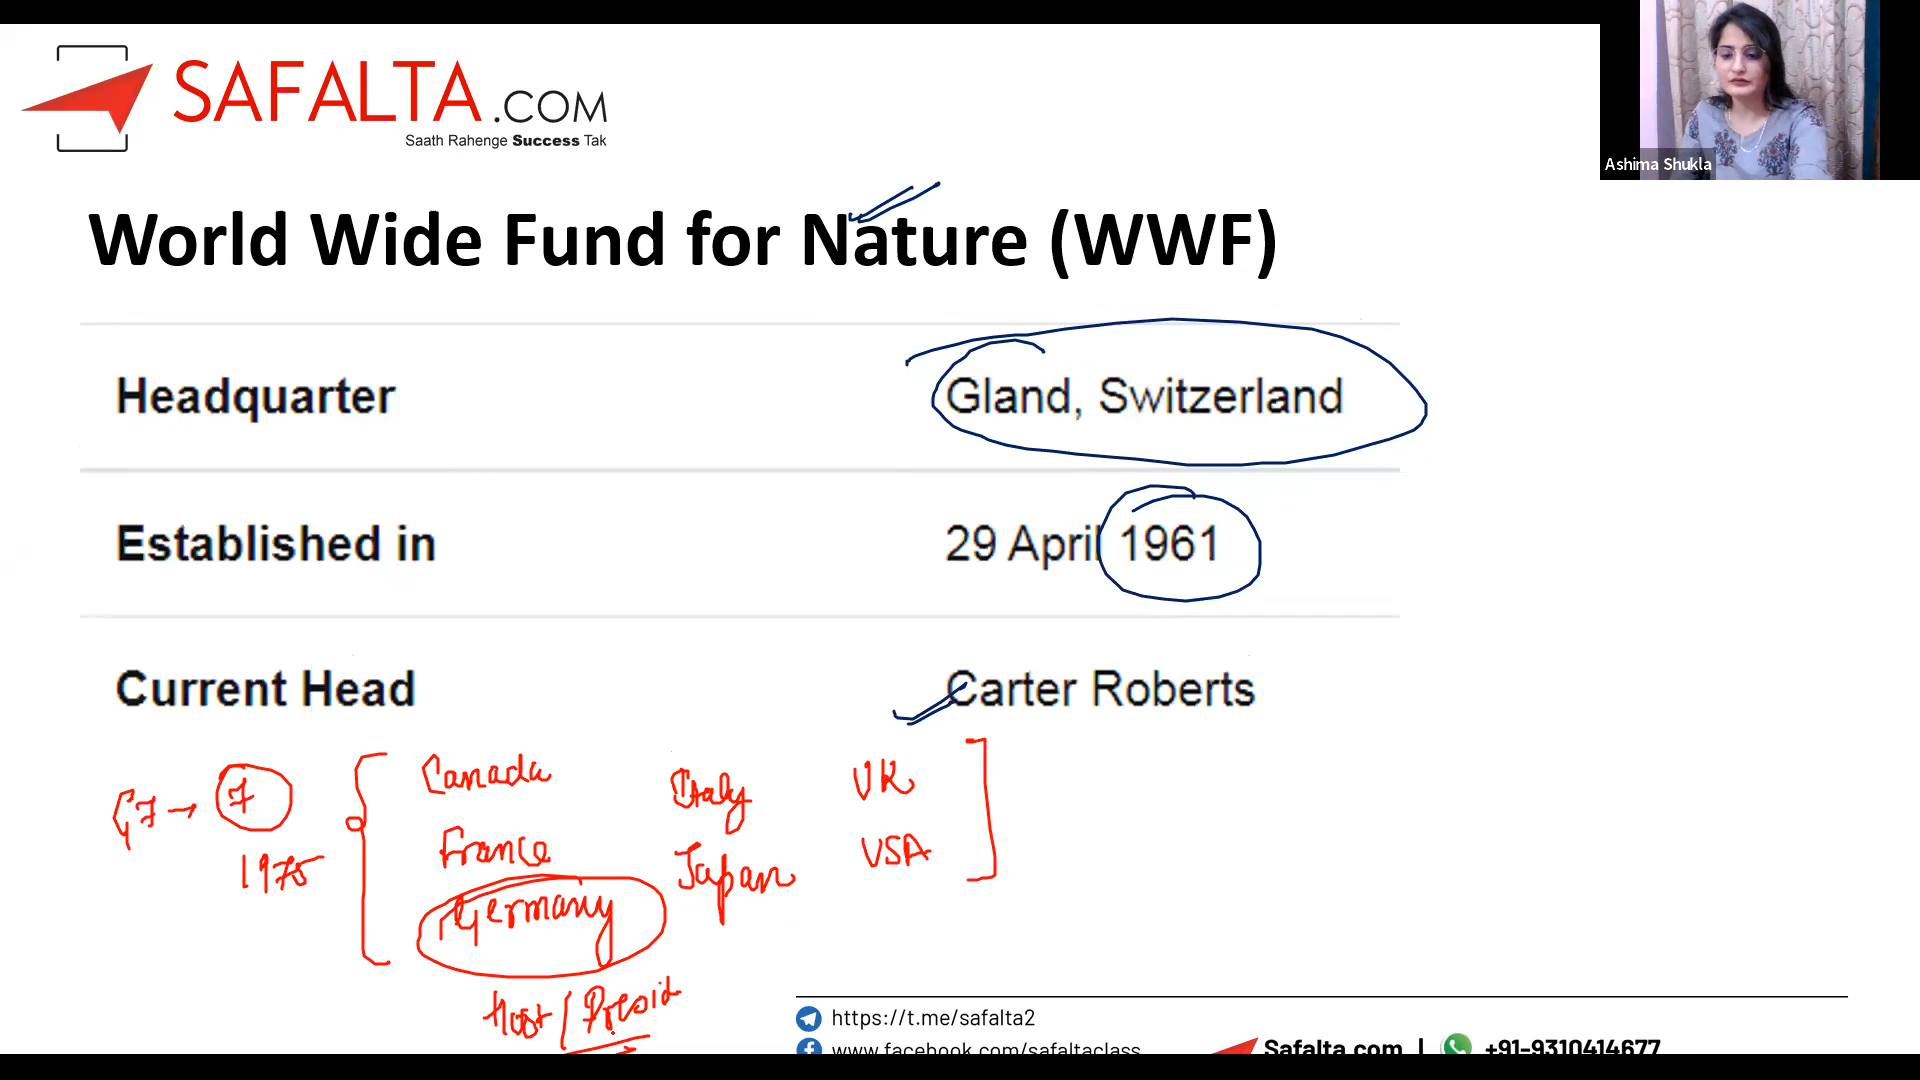 SAFALTA.COM
Saath Rahenge Success Tak
Ashima Shukla
World Wide Fund for Nature (WWF)
Headquarter Gland, Switzerland
Established in 29 April 1961
Current Head Carter Roberts
G7 → 7
1975
Canada Italy UK
France Japan USA
Germany
Host / Presid
https://t.me/safalta2
www.facebook.com/safaltaclass
Safalta.com | +91-9310414677